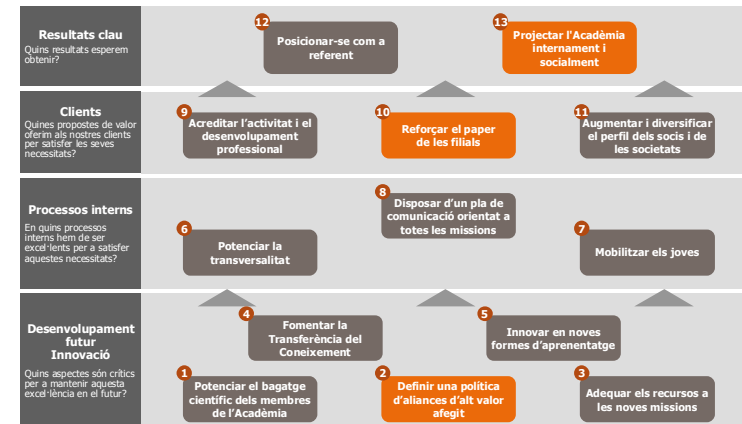 Resultats clau
Quins resultats esperem
obtenir?
12
Posicionar-se com a
referent
13
Projectar l'Acadèmia
internament i
socialment
Clients
Quines propostes de valor
oferim als nostres clients
per satisfer les seves
necessitats?
9
Acreditar l’activitat i el
desenvolupament
professional
10
Reforçar el paper
de les filials
11
Augmentar i diversificar
el perfil dels socis i de
les societats
Processos interns
En quins processos
interns hem de ser
excel·lents per a satisfer
aquestes necessitats?
8
Disposar d’un pla de
comunicació orientat a
totes les missions
6
Potenciar la
transversalitat
7
Mobilitzar els joves
Desenvolupament
futur
Innovació
Quins aspectes són crítics
per a mantenir aquesta
excel·lència en el futur?
4
Fomentar la
Transferència del
Coneixement
5
Innovar en noves
formes d’aprenentatge
1
Potenciar el bagatge
científic dels membres
de l’Acadèmia
2
Definir una política
d’aliances d’alt valor
afegit
3
Adequar els recursos a
les noves missions